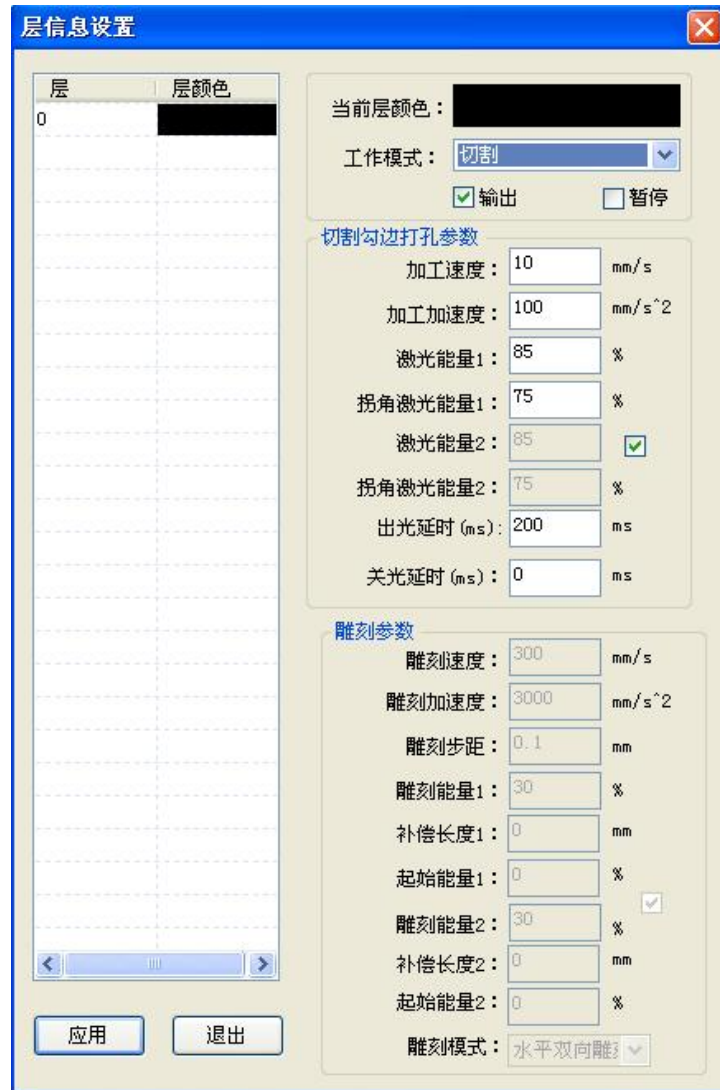 层信息设置
层 层颜色
0
当前层颜色：
工作模式： 切割
输出 暂停
切割勾边打孔参数
加工速度： 10 mm/s
加工加速度： 100 mm/s^2
激光能量1： 85 %
拐角激光能量1： 75 %
激光能量2： 85
拐角激光能量2： 75 %
出光延时(ms): 200 ms
关光延时(ms)： 0 ms
雕刻参数
雕刻速度： 300 mm/s
雕刻加速度： 3000 mm/s^2
雕刻步距： 0.1 mm
雕刻能量1： 30 %
补偿长度1： 0 mm
起始能量1： 0 %
雕刻能量2： 30 %
补偿长度2： 0 mm
起始能量2： 0 %
雕刻模式： 水平双向雕
应用 退出